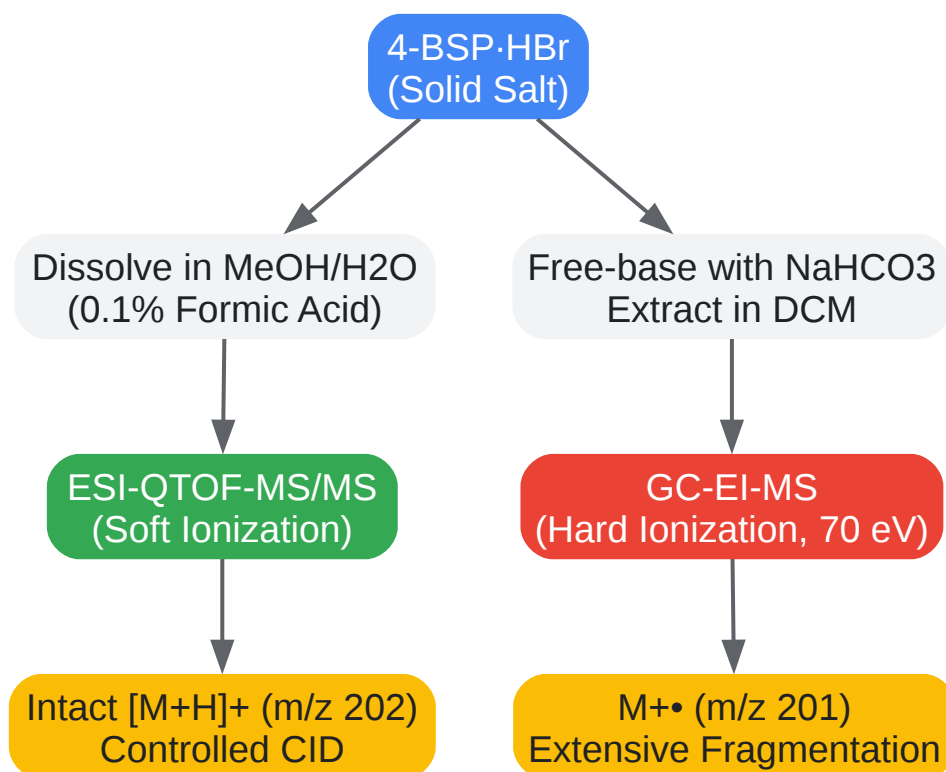 4-BSP·HBr
(Solid Salt)
Dissolve in MeOH/H2O
(0.1% Formic Acid)
Free-base with NaHCO3
Extract in DCM
ESI-QTOF-MS/MS
(Soft Ionization)
GC-EI-MS
(Hard Ionization, 70 eV)
Intact [M+H]+ (m/z 202)
Controlled CID
M+• (m/z 201)
Extensive Fragmentation